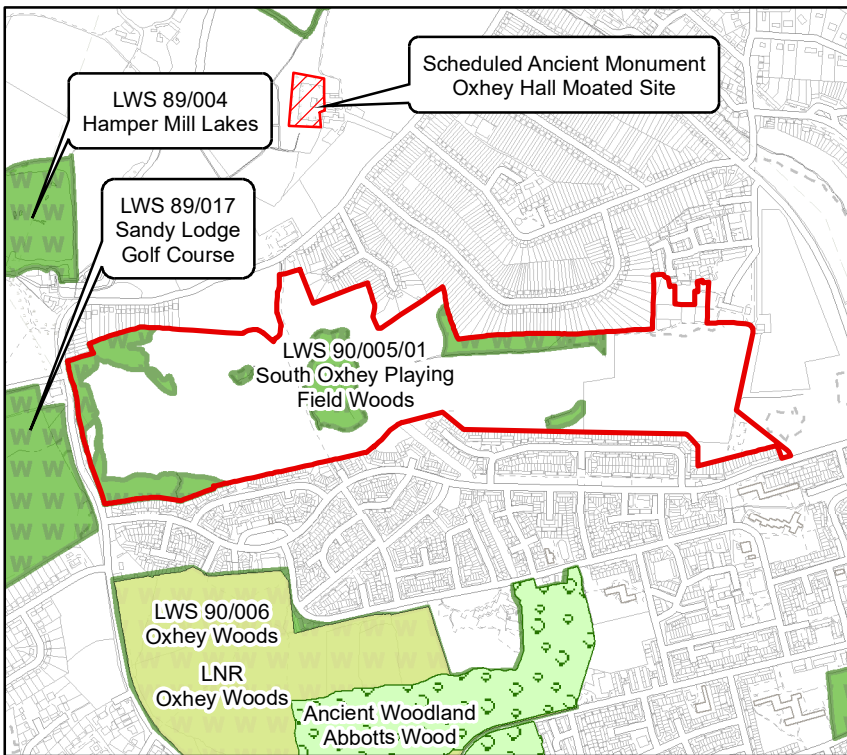 Scheduled Ancient Monument
Oxhey Hall Moated Site
LWS 89/004
Hamper Mill Lakes
LWS 89/017
Sandy Lodge
Golf Course
LWS 90/005/01
South Oxhey Playing
Field Woods
LWS 90/006
Oxhey Woods
LNR
Oxhey Woods
Ancient Woodland
Abbotts Wood